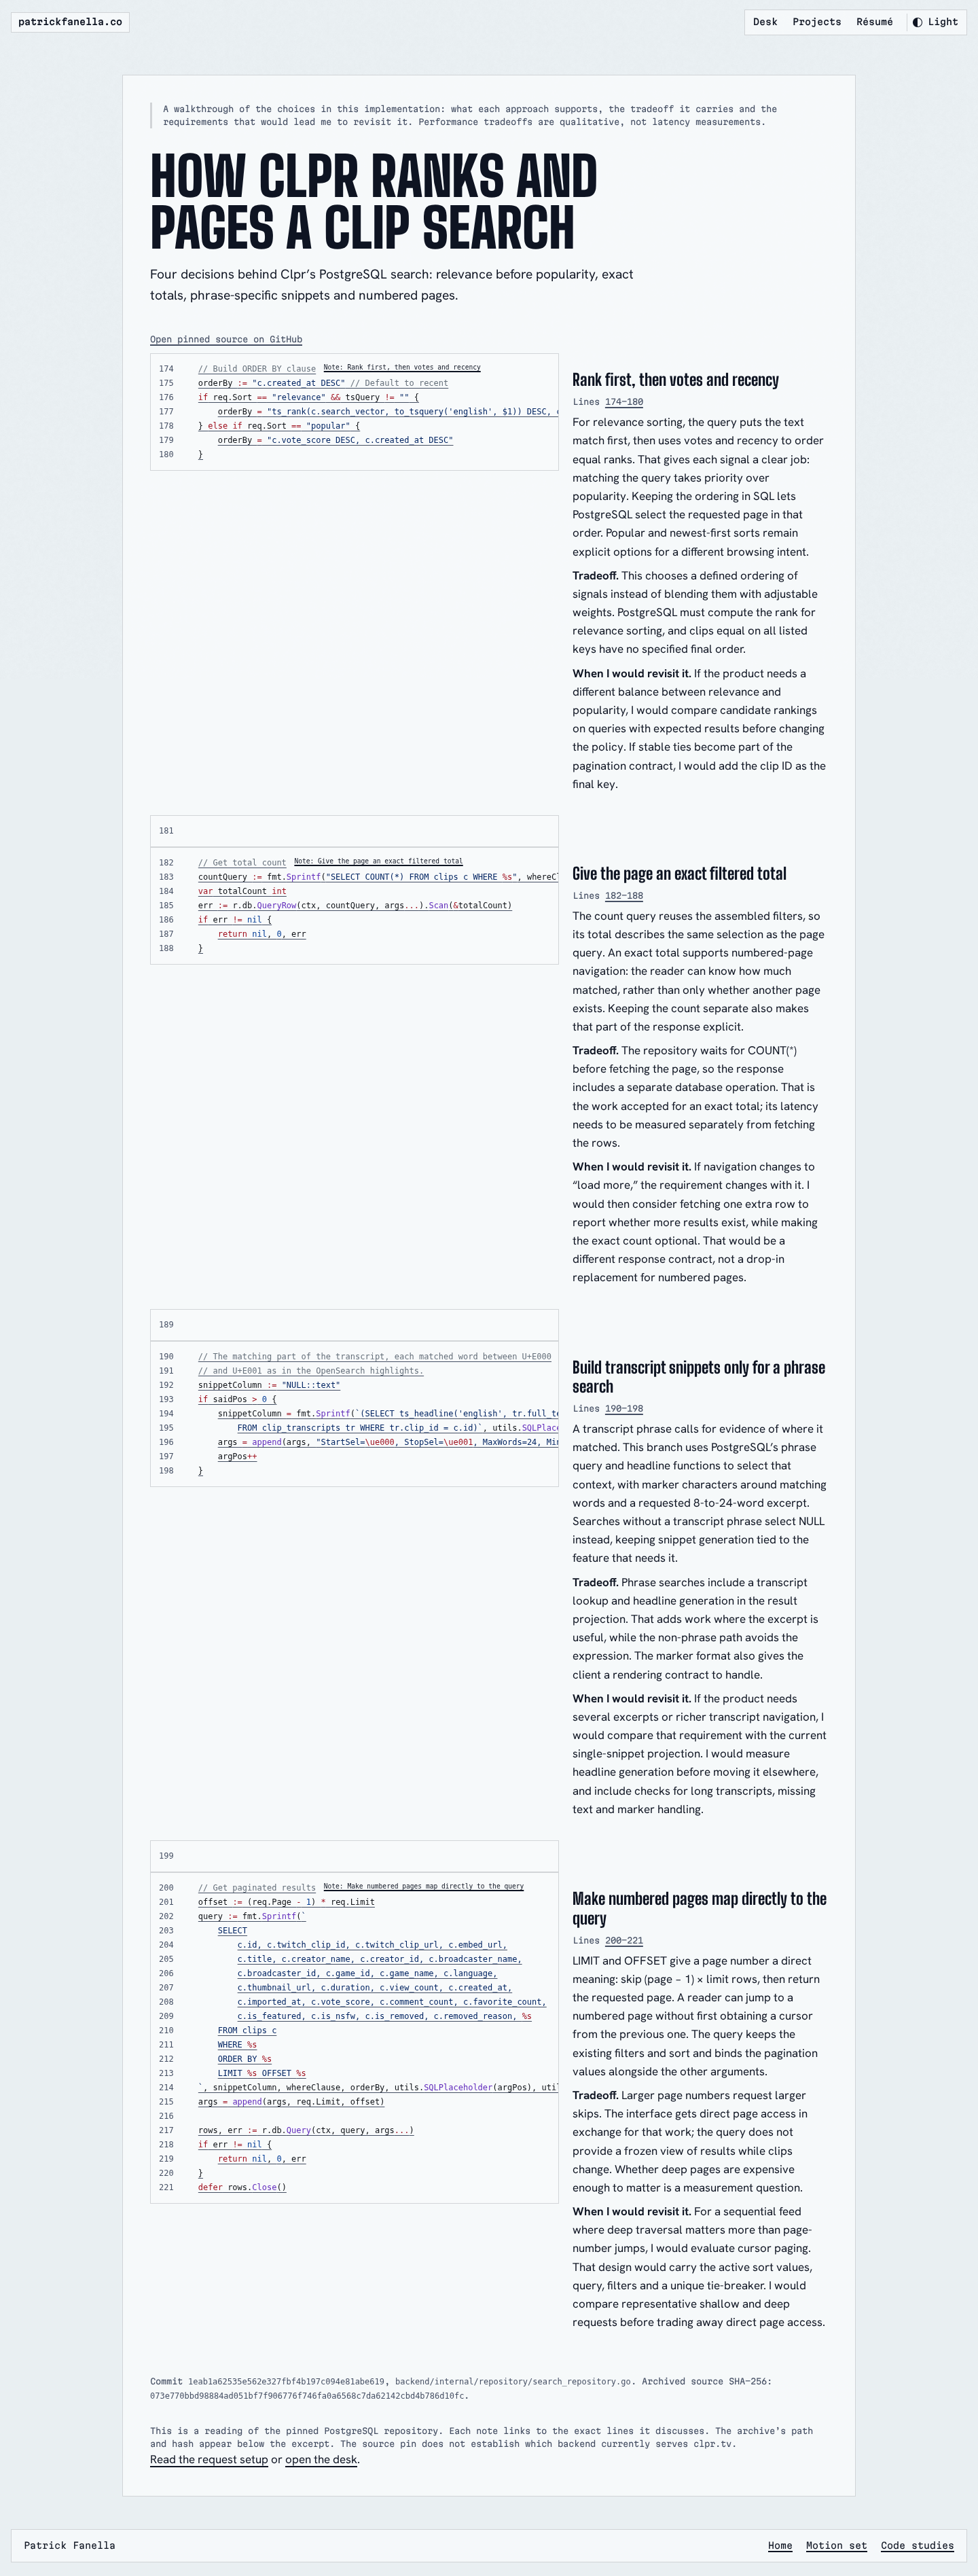 patrickfanella.co
Desk Projects Résumé Light
A walkthrough of the choices in this implementation: what each approach supports, the tradeoff it carries and the
requirements that would lead me to revisit it. Performance tradeoffs are qualitative, not latency measurements.
HOW CLPR RANKS AND
PAGES A CLIP SEARCH
Four decisions behind Clpr’s PostgreSQL search: relevance before popularity, exact
totals, phrase-specific snippets and numbered pages.
Open pinned source on GitHub
174 // Build ORDER BY clause Note: Rank first, then votes and recency
175 orderBy := "c.created_at DESC" // Default to recent
176 if req.Sort == "relevance" && tsQuery != "" {
177 orderBy = "ts_rank(c.search_vector, to_tsquery('english', $1)) DESC,
178 } else if req.Sort == "popular" {
179 orderBy = "c.vote_score DESC, c.created_at DESC"
180 }
Rank first, then votes and recency
Lines 174–180
For relevance sorting, the query puts the text
match first, then uses votes and recency to order
equal ranks. That gives each signal a clear job:
matching the query takes priority over
popularity. Keeping the ordering in SQL lets
PostgreSQL select the requested page in that
order. Popular and newest-first sorts remain
explicit options for a different browsing intent.
Tradeoff. This chooses a defined ordering of
signals instead of blending them with adjustable
weights. PostgreSQL must compute the rank for
relevance sorting, and clips equal on all listed
keys have no specified final order.
When I would revisit it. If the product needs a
different balance between relevance and
popularity, I would compare candidate rankings
on queries with expected results before changing
the policy. If stable ties become part of the
pagination contract, I would add the clip ID as the
final key.
181
182 // Get total count Note: Give the page an exact filtered total
183 countQuery := fmt.Sprintf("SELECT COUNT(*) FROM clips c WHERE %s", whereCl
184 var totalCount int
185 err := r.db.QueryRow(ctx, countQuery, args...).Scan(&totalCount)
186 if err != nil {
187 return nil, 0, err
188 }
Give the page an exact filtered total
Lines 182–188
The count query reuses the assembled filters, so
its total describes the same selection as the page
query. An exact total supports numbered-page
navigation: the reader can know how much
matched, rather than only whether another page
exists. Keeping the count separate also makes
that part of the response explicit.
Tradeoff. The repository waits for COUNT(*)
before fetching the page, so the response
includes a separate database operation. That is
the work accepted for an exact total; its latency
needs to be measured separately from fetching
the rows.
When I would revisit it. If navigation changes to
“load more,” the requirement changes with it. I
would then consider fetching one extra row to
report whether more results exist, while making
the exact count optional. That would be a
different response contract, not a drop-in
replacement for numbered pages.
189
190 // The matching part of the transcript, each matched word between U+E000
191 // and U+E001 as in the OpenSearch highlights.
192 snippetColumn := "NULL::text"
193 if saidPos > 0 {
194 snippetColumn = fmt.Sprintf(`(SELECT ts_headline('english', tr.full_te
195 FROM clip_transcripts tr WHERE tr.clip_id = c.id)`, utils.SQLPlace
196 args = append(args, "StartSel=\ue000, StopSel=\ue001, MaxWords=24, Min
197 argPos++
198 }
Build transcript snippets only for a phrase
search
Lines 190–198
A transcript phrase calls for evidence of where it
matched. This branch uses PostgreSQL’s phrase
query and headline functions to select that
context, with marker characters around matching
words and a requested 8-to-24-word excerpt.
Searches without a transcript phrase select NULL
instead, keeping snippet generation tied to the
feature that needs it.
Tradeoff. Phrase searches include a transcript
lookup and headline generation in the result
projection. That adds work where the excerpt is
useful, while the non-phrase path avoids the
expression. The marker format also gives the
client a rendering contract to handle.
When I would revisit it. If the product needs
several excerpts or richer transcript navigation, I
would compare that requirement with the current
single-snippet projection. I would measure
headline generation before moving it elsewhere,
and include checks for long transcripts, missing
text and marker handling.
199
200 // Get paginated results Note: Make numbered pages map directly to the query
201 offset := (req.Page - 1) * req.Limit
202 query := fmt.Sprintf(`
203 SELECT
204 c.id, c.twitch_clip_id, c.twitch_clip_url, c.embed_url,
205 c.title, c.creator_name, c.creator_id, c.broadcaster_name,
206 c.broadcaster_id, c.game_id, c.game_name, c.language,
207 c.thumbnail_url, c.duration, c.view_count, c.created_at,
208 c.imported_at, c.vote_score, c.comment_count, c.favorite_count,
209 c.is_featured, c.is_nsfw, c.is_removed, c.removed_reason, %s
210 FROM clips c
211 WHERE %s
212 ORDER BY %s
213 LIMIT %s OFFSET %s
214 `, snippetColumn, whereClause, orderBy, utils.SQLPlaceholder(argPos), util
215 args = append(args, req.Limit, offset)
216
217 rows, err := r.db.Query(ctx, query, args...)
218 if err != nil {
219 return nil, 0, err
220 }
221 defer rows.Close()
Make numbered pages map directly to the
query
Lines 200–221
LIMIT and OFFSET give a page number a direct
meaning: skip (page − 1) × limit rows, then return
the requested page. A reader can jump to a
numbered page without first obtaining a cursor
from the previous one. The query keeps the
existing filters and sort and binds the pagination
values alongside the other arguments.
Tradeoff. Larger page numbers request larger
skips. The interface gets direct page access in
exchange for that work; the query does not
provide a frozen view of results while clips
change. Whether deep pages are expensive
enough to matter is a measurement question.
When I would revisit it. For a sequential feed
where deep traversal matters more than page-
number jumps, I would evaluate cursor paging.
That design would carry the active sort values,
query, filters and a unique tie-breaker. I would
compare representative shallow and deep
requests before trading away direct page access.
Commit 1eab1a62535e562e327fbf4b197c094e81abe619, backend/internal/repository/search_repository.go. Archived source SHA-256:
073e770bbd98884ad051bf7f906776f746fa0a6568c7da62142cbd4b786d10fc.
This is a reading of the pinned PostgreSQL repository. Each note links to the exact lines it discusses. The archive’s path
and hash appear below the excerpt. The source pin does not establish which backend currently serves clpr.tv.
Read the request setup or open the desk.
Patrick Fanella
Home Motion set Code studies